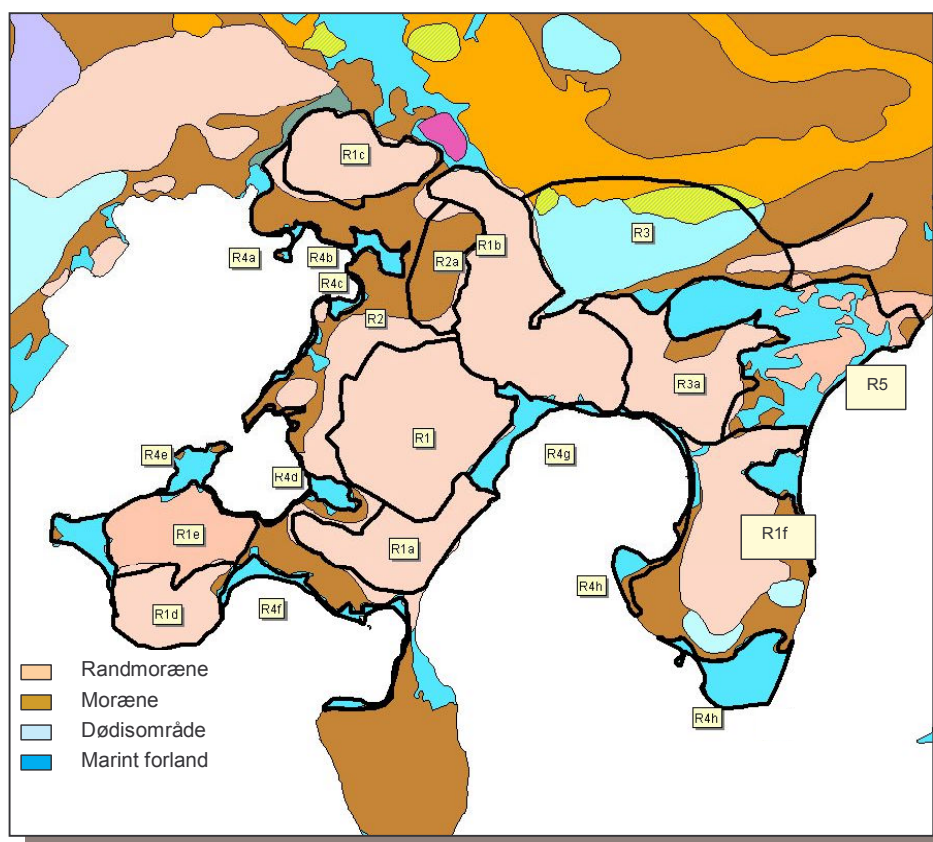 R1c
R1b
R3
R4a
R4b
R2a
R4c
R2
R5
R3a
R1
R4e
R4g
R4d
R1e
R1f
R1a
R4h
R4f
R1d
Randmoræne
Moræne
Dødisområde
R4h
Marint forland